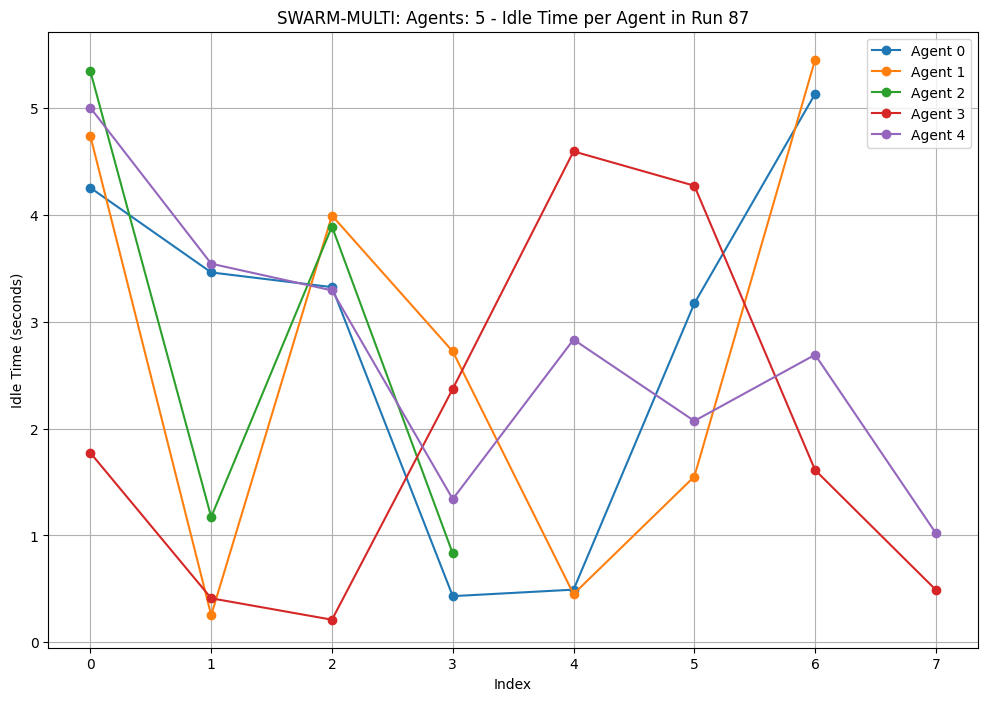 SWARM-MULTI: Agents: 5 - Idle Time per Agent in Run 87
Agent 0
Agent 1
Agent 2
Agent 3
Agent 4
Idle Time (seconds)
5
4
3
2
1
0
0 1 2 3 4 5 6 7
Index